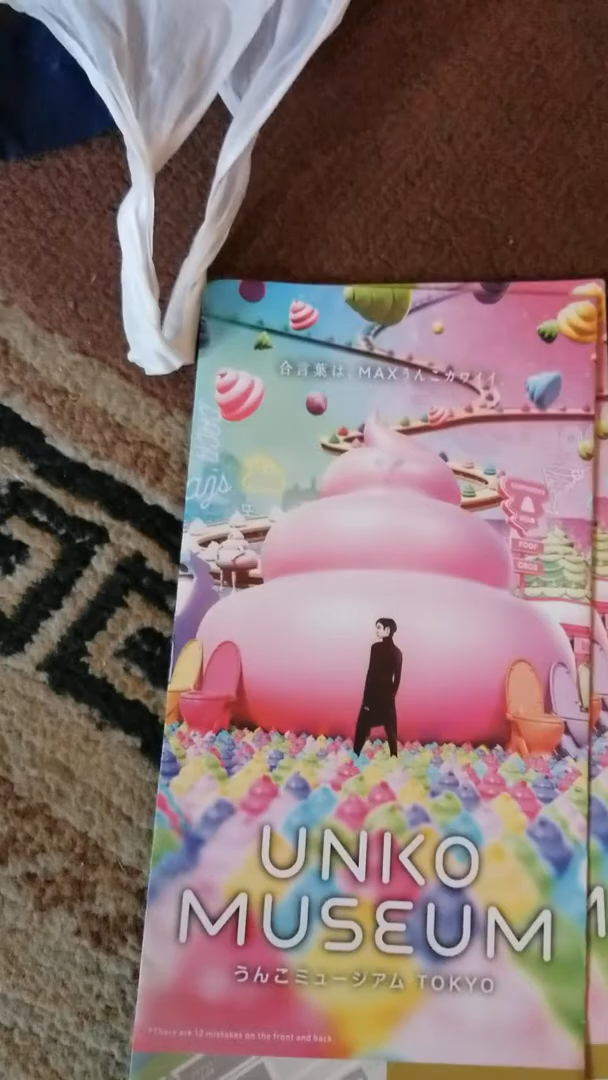 合言葉は、MAXうんこカワイイ。
UNKO
MUSEUM
うんこミュージアム TOKYO
*There are 10 mistakes on the front and back